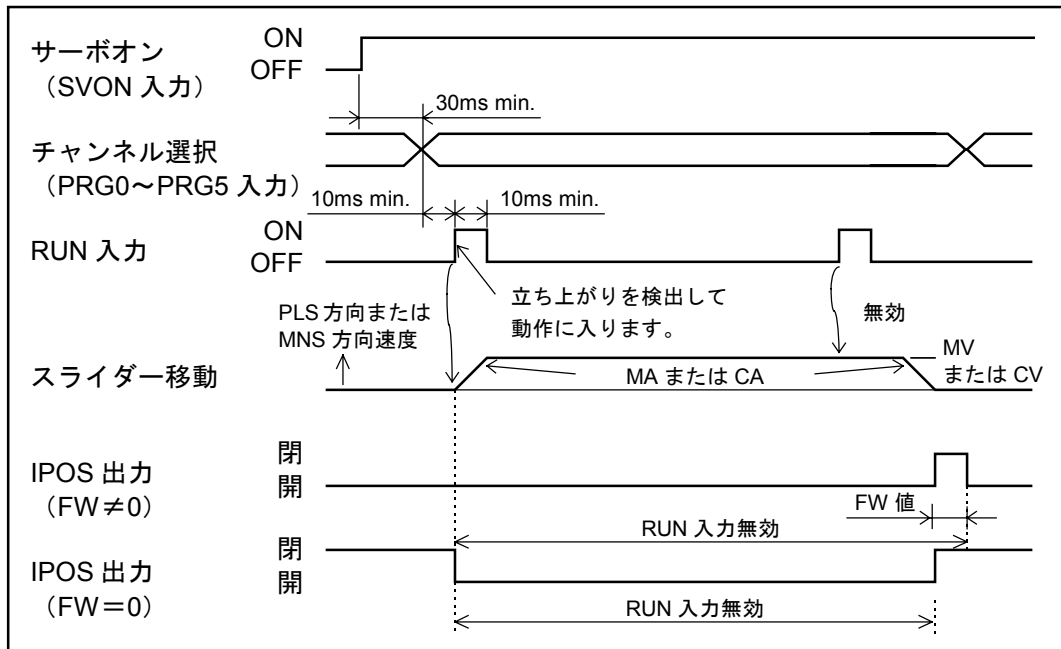 サーボオン
（SVON 入力）
ON
OFF
30ms min.
チャンネル選択
（PRG0～PRG5 入力）
10ms min.
10ms min.
RUN 入力
ON
OFF
立ち上がりを検出して
動作に入ります。
無効
PLS 方向または
MNS 方向速度
スライダー移動
MA または CA
MV
または CV
IPOS 出力
（FW≠0）
閉
開
FW 値
RUN 入力無効
IPOS 出力
（FW＝0）
閉
開
RUN 入力無効